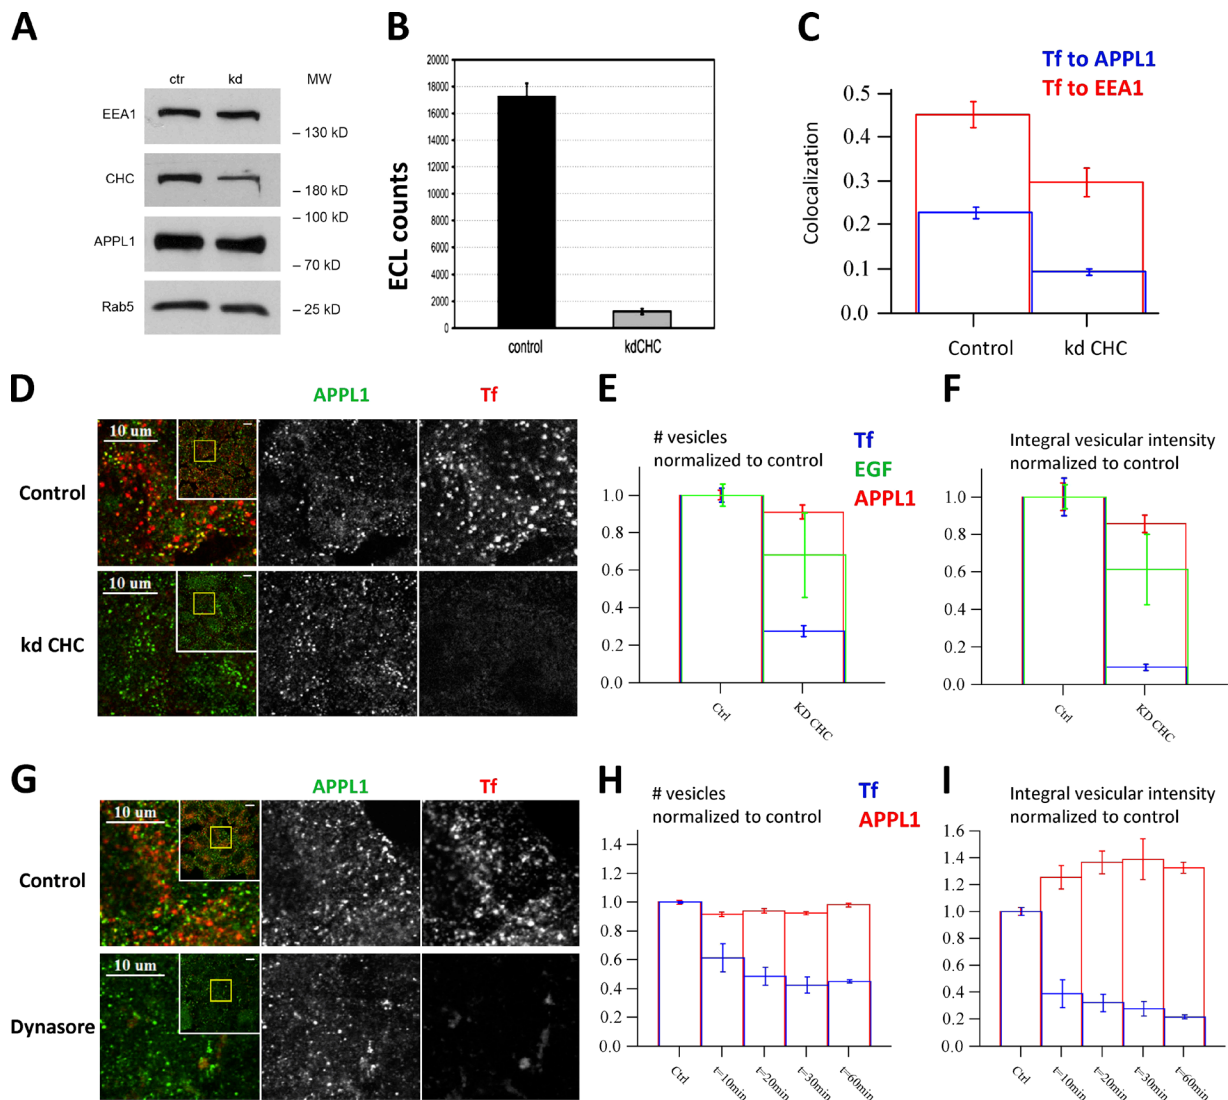 A
ctr kd MW
EEA1
– 130 kD
CHC
– 180 kD
– 100 kD
APPL1
– 70 kD
Rab5
– 25 kD
B
ECL counts
20000
18000
16000
14000
12000
10000
8000
6000
4000
2000
0
control kdCHC
C
Tf to APPL1
Tf to EEA1
Colocalization
0.5
0.4
0.3
0.2
0.1
0.0
Control kd CHC
D
APPL1 Tf
10 um
Control
10 um
kd CHC
E
# vesicles
normalized to control
Tf
EGF
APPL1
1.0
0.8
0.6
0.4
0.2
0
Ctrl KD CHC
F
Integral vesicular intensity
normalized to control
1.0
0.8
0.6
0.4
0.2
0
Ctrl KD CHC
G
APPL1 Tf
10 um
Control
10 um
Dynasore
H
# vesicles
normalized to control
Tf
APPL1
1.4
1.2
1.0
0.8
0.6
0.4
0.2
0.0
Ctrl t=10min t=20min t=30min t=60min
I
Integral vesicular intensity
normalized to control
1.6
1.4
1.2
1.0
0.8
0.6
0.4
0.2
0.0
Ctrl t=10min t=20min t=30min t=60min